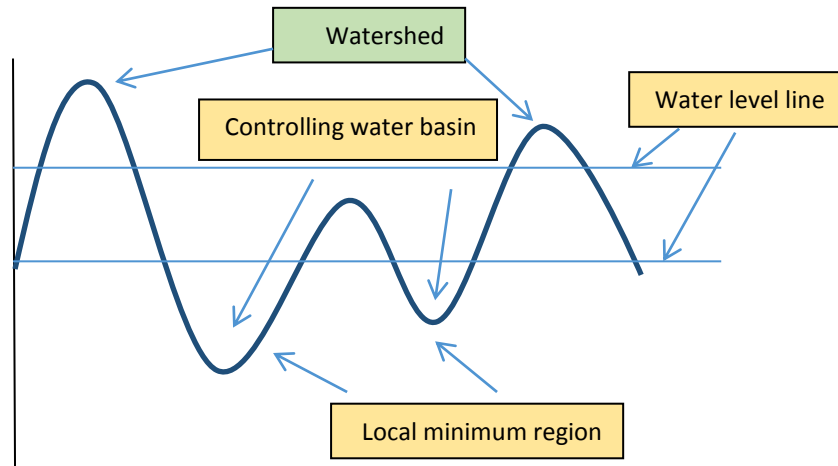 Watershed
Water level line
Controlling water basin
Local minimum region